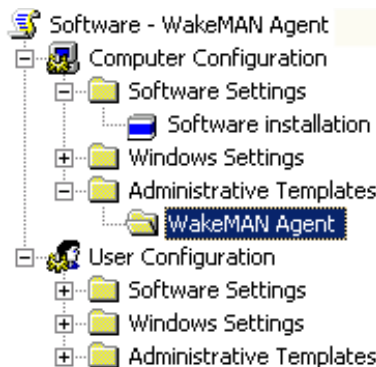 Software - WakeMAN Agent
Computer Configuration
Software Settings
Software installation
Windows Settings
Administrative Templates
WakeMAN Agent
User Configuration
Software Settings
Windows Settings
Administrative Templates